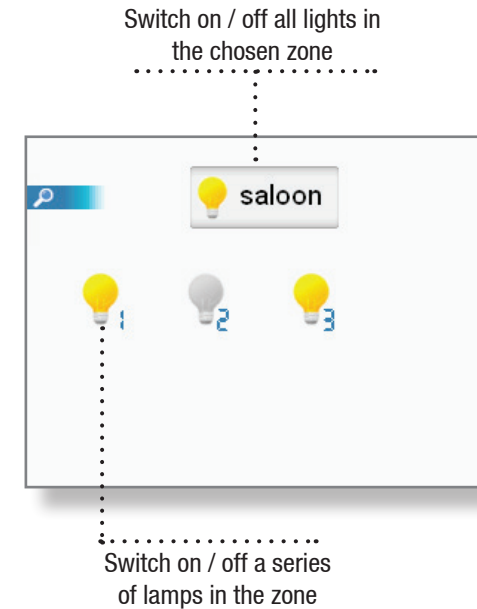 Switch on / off all lights in
the chosen zone
saloon
1 2 3
Switch on / off a series
of lamps in the zone